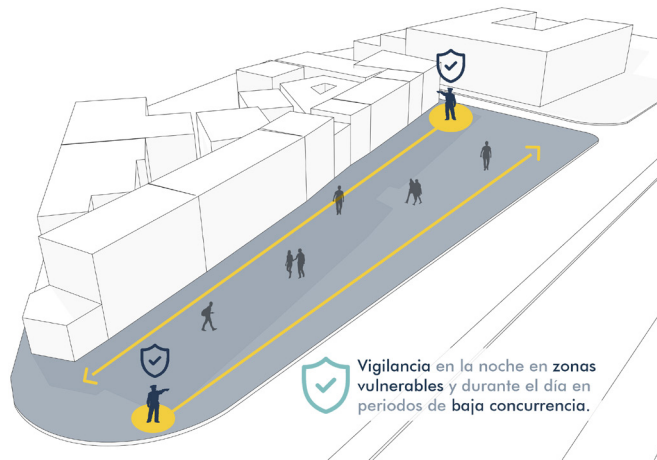 Vigilancia en la noche en zonas
vulnerables y durante el día en
periodos de baja concurrencia.